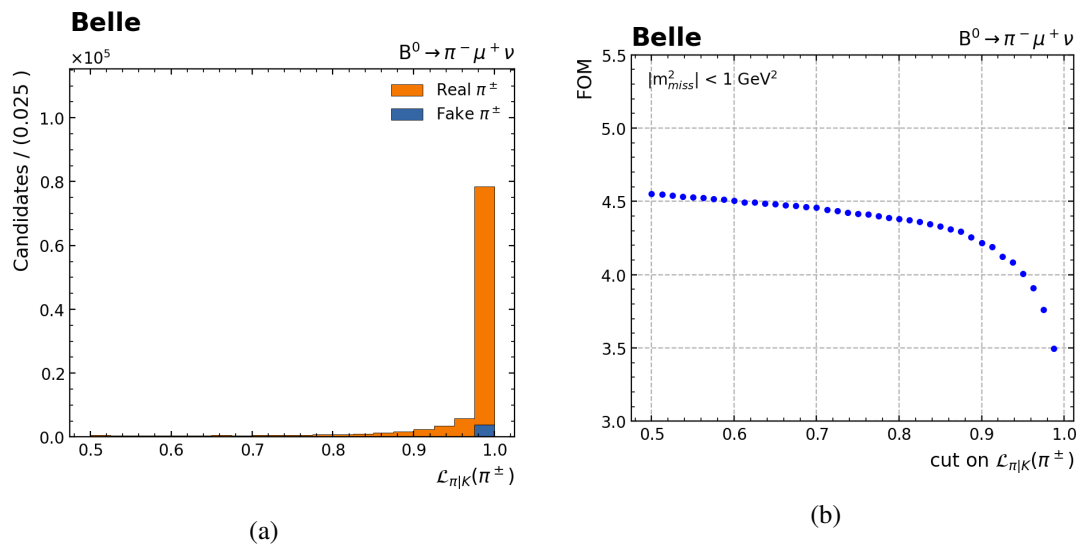 Belle
×10⁵
B⁰ → π⁻ μ⁺ ν
Candidates / (0.025 )
Real π±
Fake π±
1.0
0.8
0.6
0.4
0.2
0.0
0.5 0.6 0.7 0.8 0.9 1.0
ℒπ|K(π±)
(a)
Belle
B⁰ → π⁻ μ⁺ ν
FOM
|m²miss| < 1 GeV²
5.5
5.0
4.5
4.0
3.5
3.0
0.5 0.6 0.7 0.8 0.9 1.0
cut on ℒπ|K(π±)
(b)